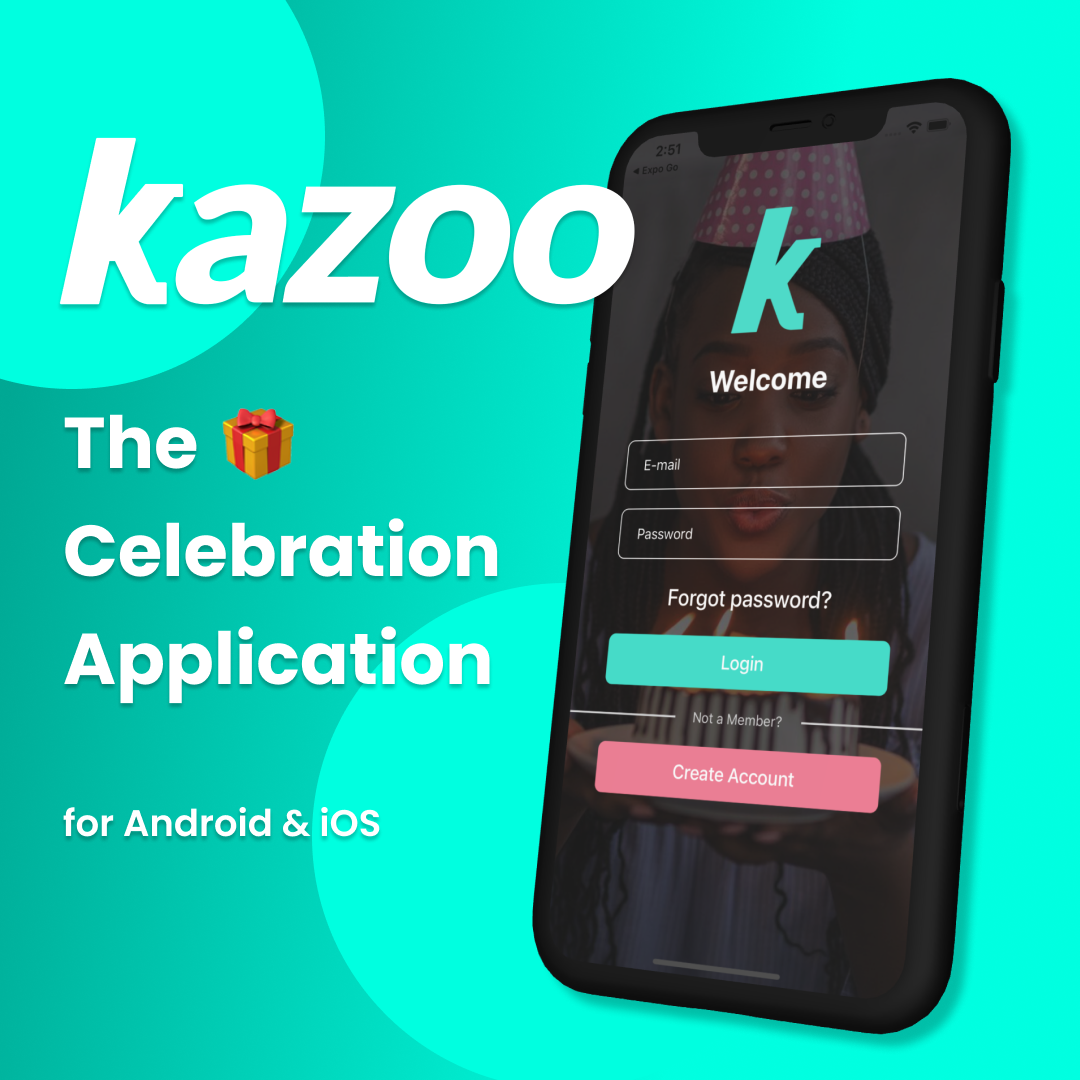 kazoo
The 🎁
Celebration
Application
for Android & iOS
2:51
◀ Expo Go
k
Welcome
E-mail
Password
Forgot password?
Login
Not a Member?
Create Account